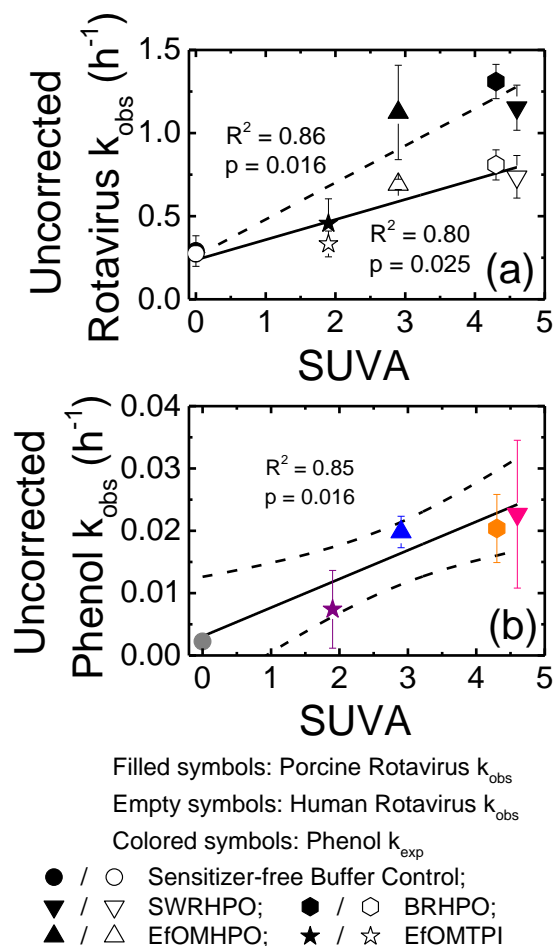 Uncorrected
Rotavirus k_obs (h^-1)
1.5
1.0
0.5
0.0
R² = 0.86
p = 0.016
R² = 0.80
p = 0.025
(a)
0 1 2 3 4 5
SUVA
Uncorrected
Phenol k_obs (h^-1)
0.04
0.03
0.02
0.01
0.00
R² = 0.85
p = 0.016
(b)
0 1 2 3 4 5
SUVA
Filled symbols: Porcine Rotavirus k_obs
Empty symbols: Human Rotavirus k_obs
Colored symbols: Phenol k_exp
● / ○ Sensitizer-free Buffer Control;
▼ / ▽ SWRHPO; ⬢ / ⬡ BRHPO;
▲ / △ EfOMHPO; ★ / ☆ EfOMTPI